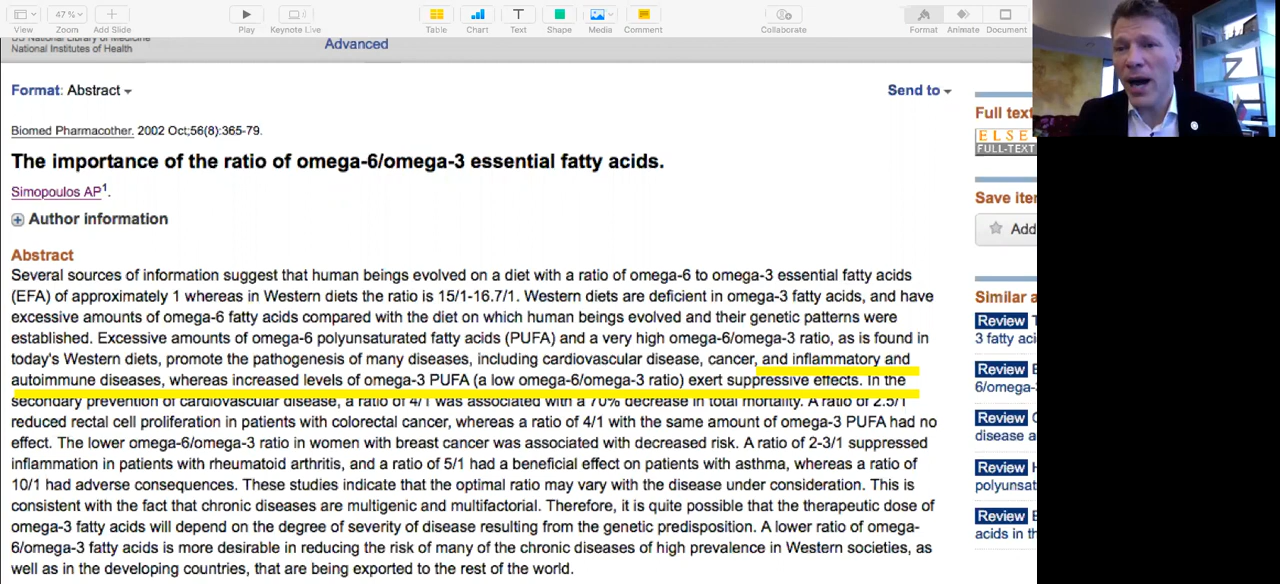 47 %
View
Zoom
Add Slide
Play
Keynote Live
Table
Chart
Text
Shape
Media
Comment
Collaborate
Format
Animate
Document
US National Library of Medicine
National Institutes of Health
Advanced
Format: Abstract
Send to
Biomed Pharmacother. 2002 Oct;56(8):365-79.
The importance of the ratio of omega-6/omega-3 essential fatty acids.
Simopoulos AP1.
Author information
Abstract
Several sources of information suggest that human beings evolved on a diet with a ratio of omega-6 to omega-3 essential fatty acids
(EFA) of approximately 1 whereas in Western diets the ratio is 15/1-16.7/1. Western diets are deficient in omega-3 fatty acids, and have
excessive amounts of omega-6 fatty acids compared with the diet on which human beings evolved and their genetic patterns were
established. Excessive amounts of omega-6 polyunsaturated fatty acids (PUFA) and a very high omega-6/omega-3 ratio, as is found in
today's Western diets, promote the pathogenesis of many diseases, including cardiovascular disease, cancer, and inflammatory and
autoimmune diseases, whereas increased levels of omega-3 PUFA (a low omega-6/omega-3 ratio) exert suppressive effects. In the
secondary prevention of cardiovascular disease, a ratio of 4/1 was associated with a 70% decrease in total mortality. A ratio of 2.5/1
reduced rectal cell proliferation in patients with colorectal cancer, whereas a ratio of 4/1 with the same amount of omega-3 PUFA had no
effect. The lower omega-6/omega-3 ratio in women with breast cancer was associated with decreased risk. A ratio of 2-3/1 suppressed
inflammation in patients with rheumatoid arthritis, and a ratio of 5/1 had a beneficial effect on patients with asthma, whereas a ratio of
10/1 had adverse consequences. These studies indicate that the optimal ratio may vary with the disease under consideration. This is
consistent with the fact that chronic diseases are multigenic and multifactorial. Therefore, it is quite possible that the therapeutic dose of
omega-3 fatty acids will depend on the degree of severity of disease resulting from the genetic predisposition. A lower ratio of omega-
6/omega-3 fatty acids is more desirable in reducing the risk of many of the chronic diseases of high prevalence in Western societies, as
well as in the developing countries, that are being exported to the rest of the world.
Full text
ELSE
FULL-TEXT
Save iter
Add
Similar a
Review T
3 fatty acid
Review E
6/omega-
Review C
disease a
Review H
polyunsat
Review E
acids in th
Z